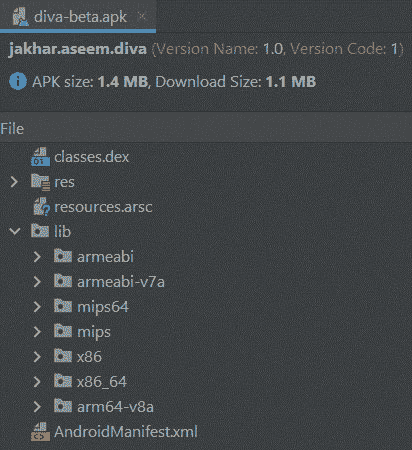 diva-beta.apk
jakhar.aseem.diva (Version Name: 1.0, Version Code: 1)
APK size: 1.4 MB, Download Size: 1.1 MB
File
classes.dex
res
resources.arsc
lib
armeabi
armeabi-v7a
mips64
mips
x86
x86_64
arm64-v8a
AndroidManifest.xml